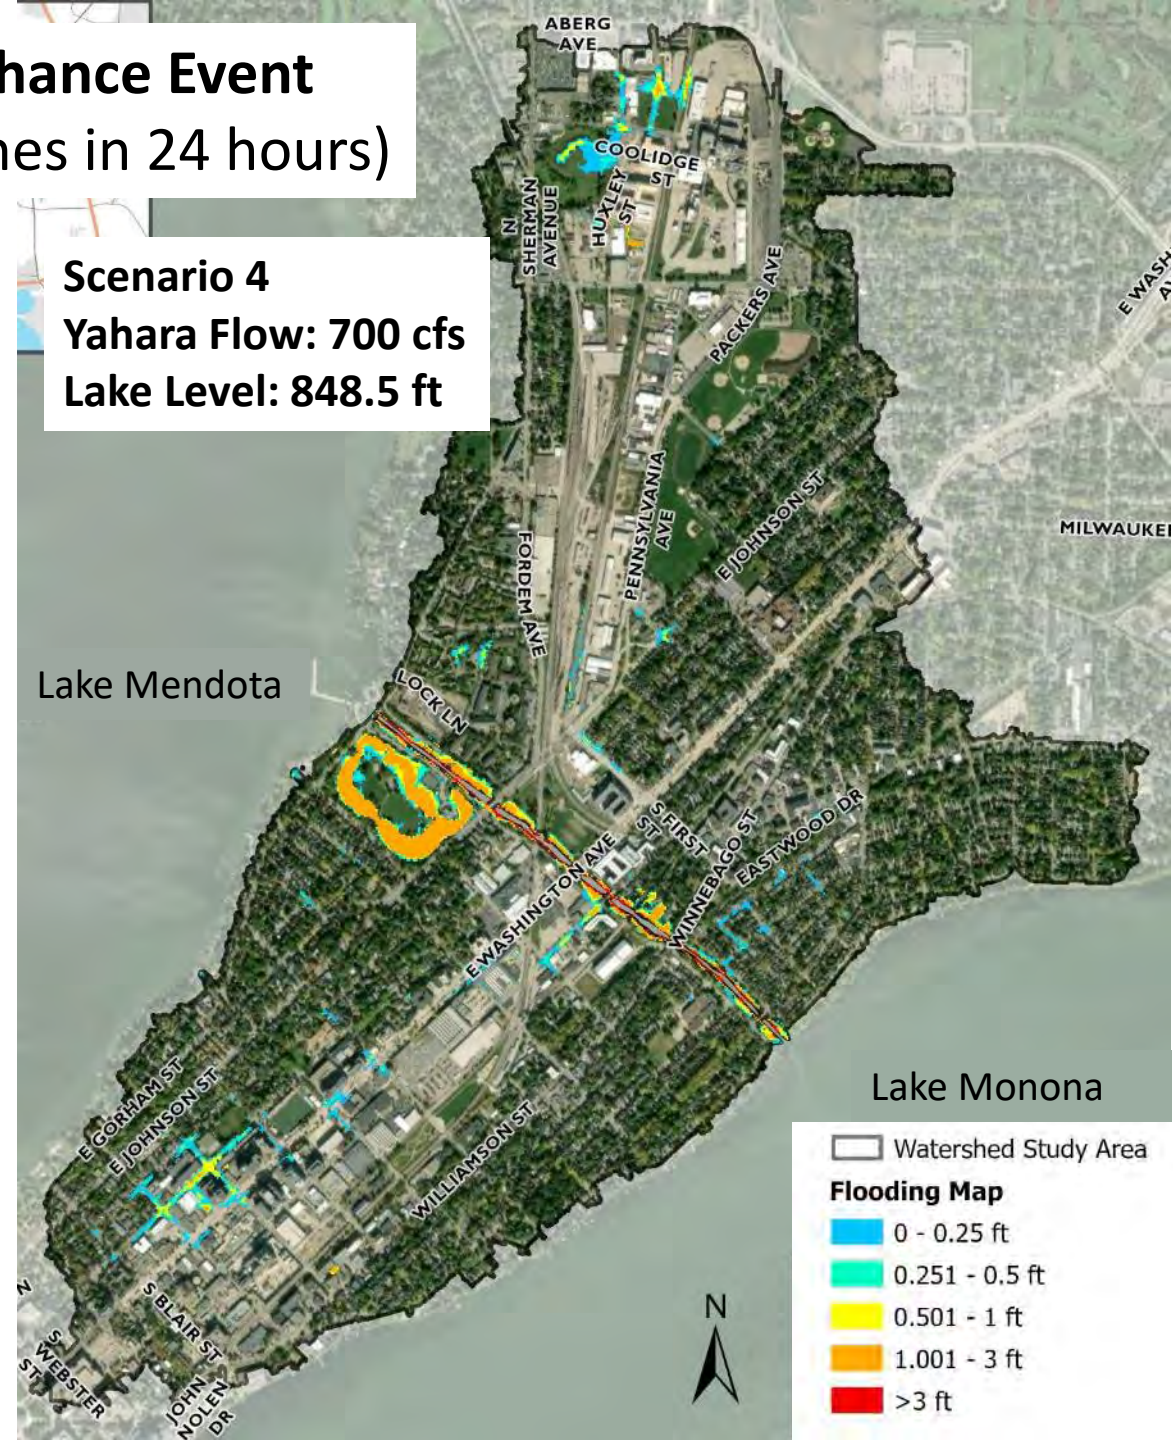 hance Event
nes in 24 hours)
Scenario 4
Yahara Flow: 700 cfs
Lake Level: 848.5 ft
ABERG
AVE
COOLIDGE
ST
HUXLEY
ST
N
SHERMAN
AVENUE
PACKERS AVE
E WASH
AV
PENNSYLVANIA
AVE
E JOHNSON ST
MILWAUKEE
FORDEM AVE
Lake Mendota
LOCK LN
S FIRST
ST
WINNEBAGO ST
EASTWOOD DR
E WASHINGTON AVE
E GORHAM ST
E JOHNSON ST
WILLIAMSON ST
Lake Monona
N
S BLAIR ST
S
WEBSTER
ST
JOHN
NOLEN
DR
N
Watershed Study Area
Flooding Map
0 - 0.25 ft
0.251 - 0.5 ft
0.501 - 1 ft
1.001 - 3 ft
>3 ft